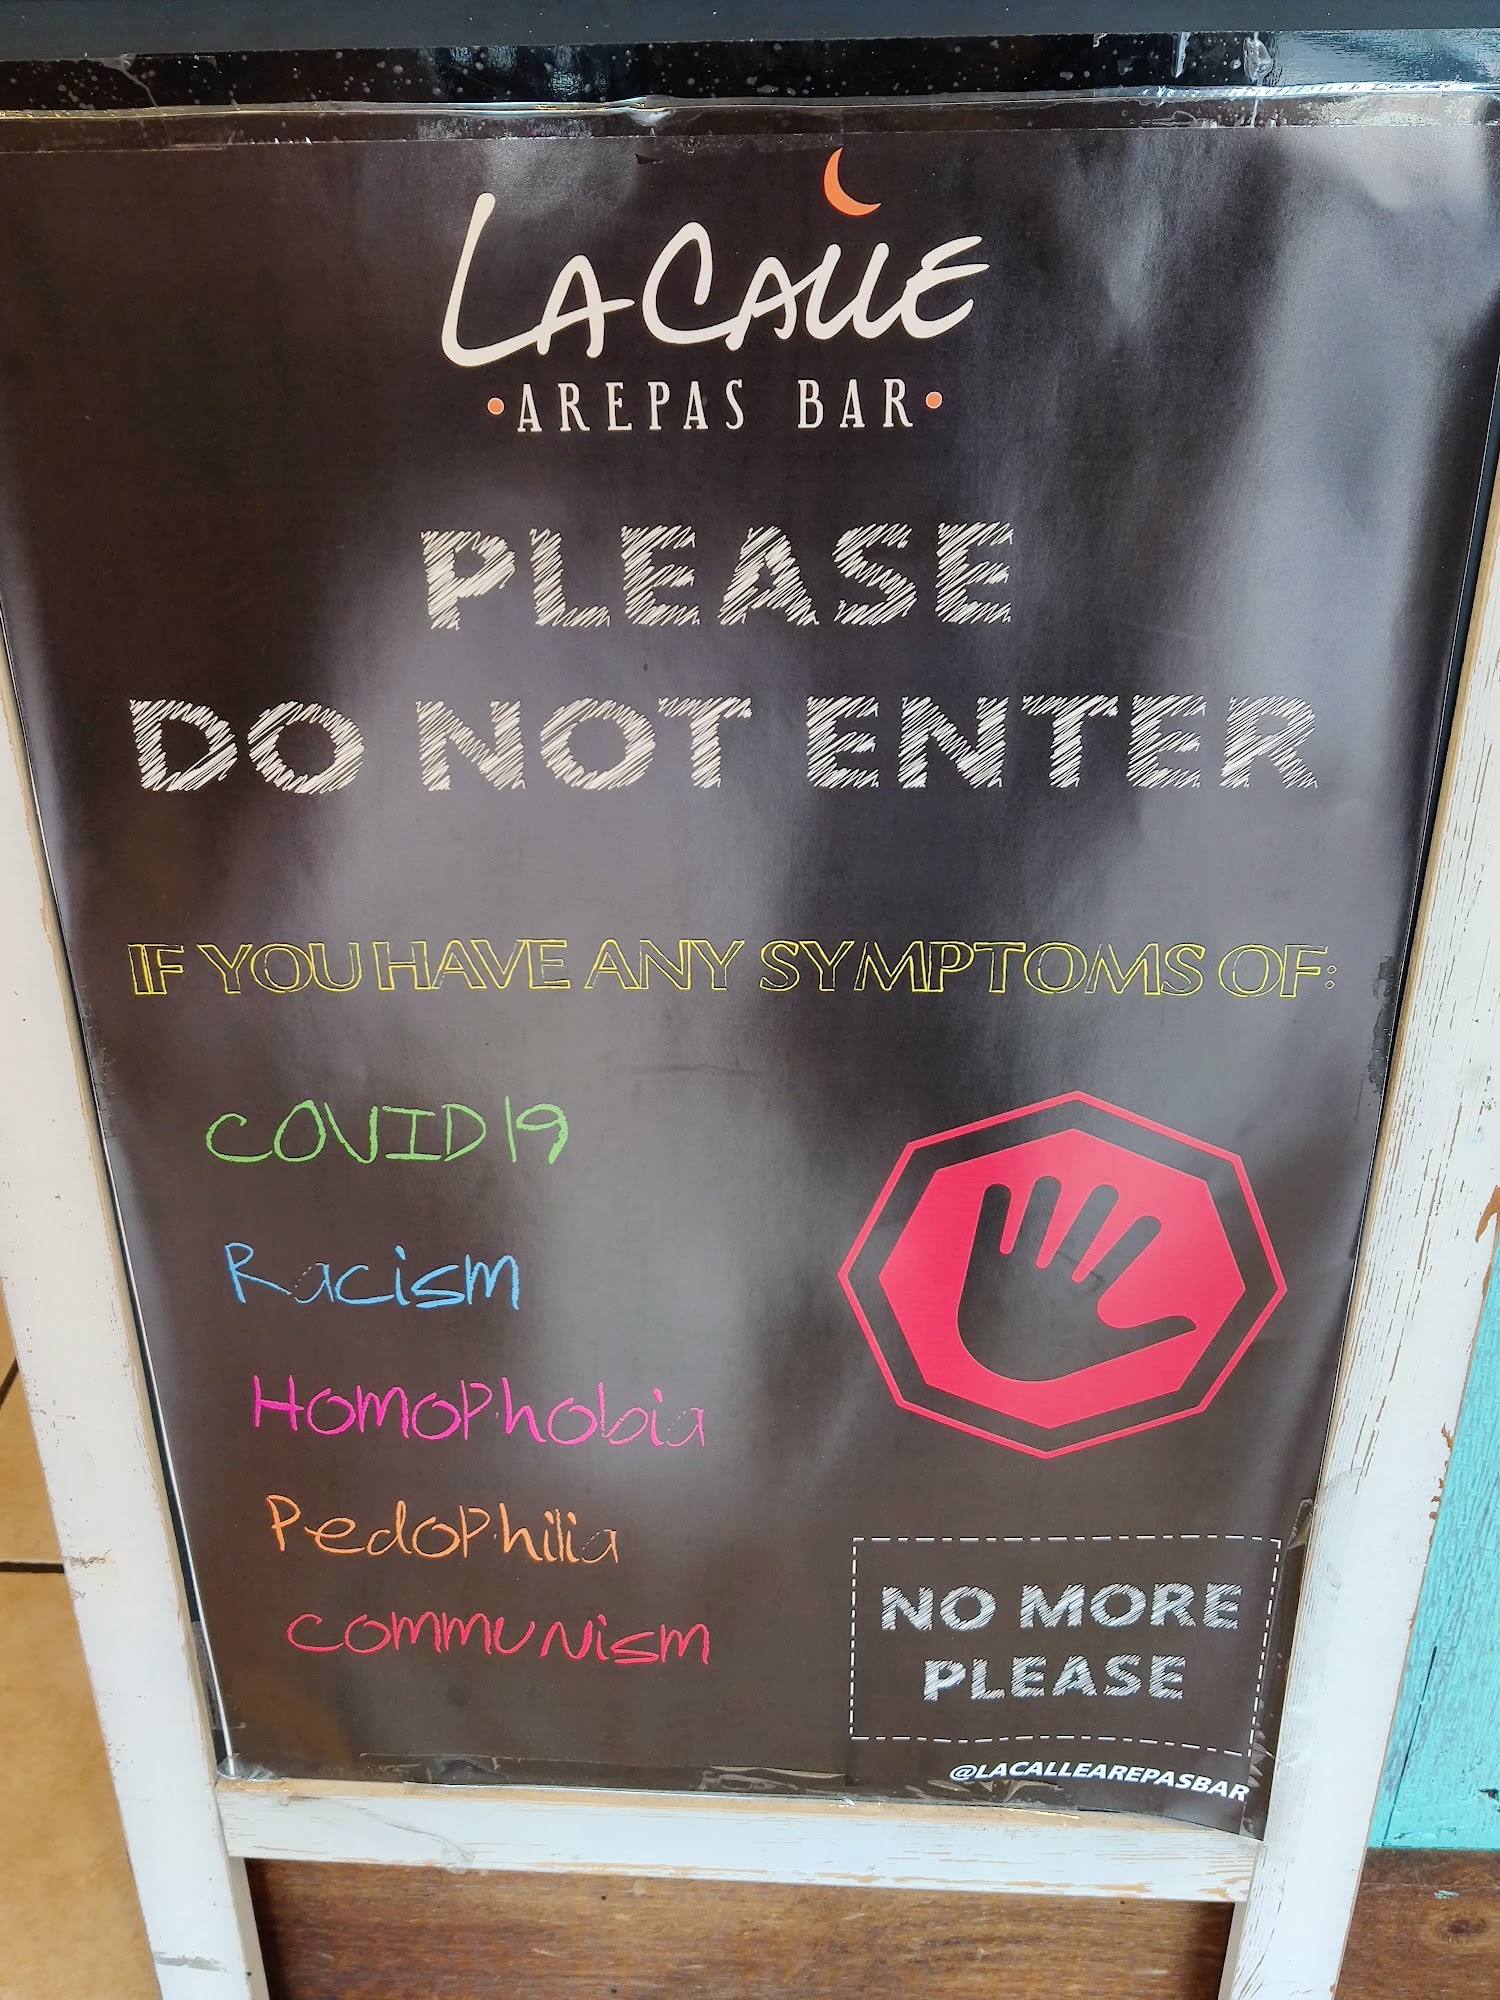 LACALLE
•AREPAS BAR•
PLEASE
DO NOT ENTER
IF YOU HAVE ANY SYMPTOMS OF:
COVID19
Racism
Homophobia
Pedophilia
communism
NO MORE
PLEASE
@LACALLEAREPASBAR